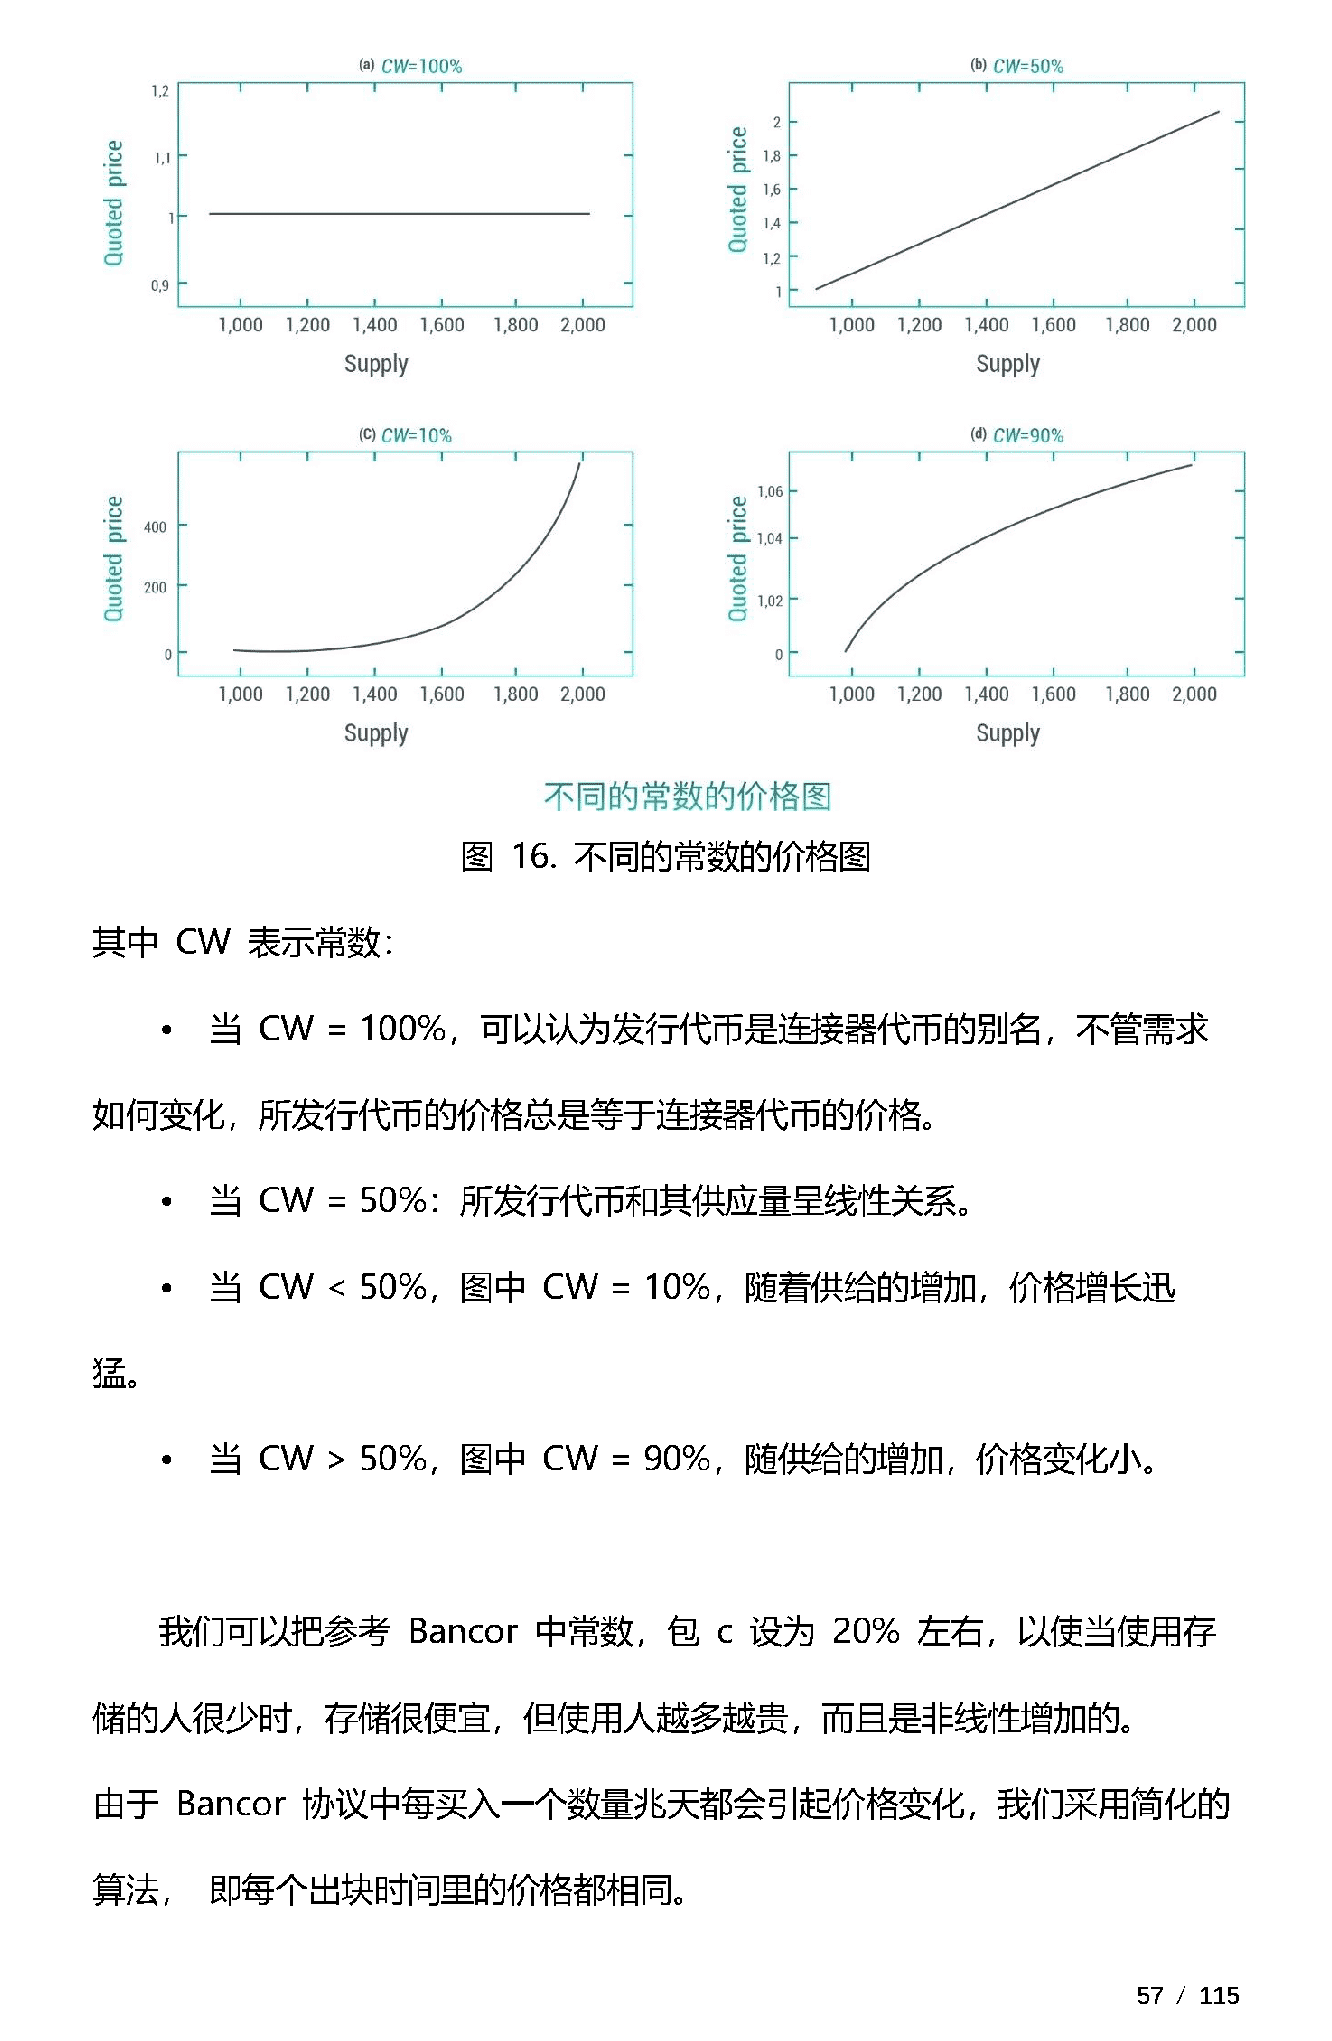 (a) CW=100%
1,2
1,1
1
0,9
Quoted price
1,000 1,200 1,400 1,600 1,800 2,000
Supply
(b) CW=50%
2
1,8
1,6
1,4
1,2
1
Quoted price
1,000 1,200 1,400 1,600 1,800 2,000
Supply
(C) CW=10%
400
200
0
Quoted price
1,000 1,200 1,400 1,600 1,800 2,000
Supply
(d) CW=90%
1,06
1,04
1,02
0
Quoted price
1,000 1,200 1,400 1,600 1,800 2,000
Supply
不同的常数的价格图
图 16. 不同的常数的价格图
其中 CW 表示常数：
• 当 CW = 100%，可以认为发行代币是连接器代币的别名，不管需求
如何变化，所发行代币的价格总是等于连接器代币的价格。
• 当 CW = 50%：所发行代币和其供应量呈线性关系。
• 当 CW < 50%，图中 CW = 10%，随着供给的增加，价格增长迅
猛。
• 当 CW > 50%，图中 CW = 90%，随供给的增加，价格变化小。
我们可以把参考 Bancor 中常数，包 c 设为 20% 左右，以使当使用存
储的人很少时，存储很便宜，但使用人越多越贵，而且是非线性增加的。
由于 Bancor 协议中每买入一个数量兆天都会引起价格变化，我们采用简化的
算法， 即每个出块时间里的价格都相同。
57 / 115